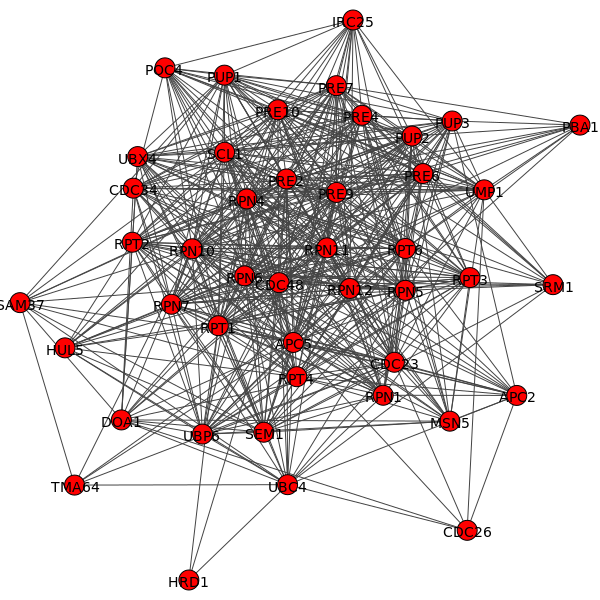 IRC25
POC4
PUP1
PRE7
PRE10
PRE4
PUP3
PBA1
PUP2
UBX4
SCL1
CDC34
PRE2
PRE6
RPN4
PRE9
UMP1
RPT2
RPN10
RPN11
RPT6
RPN6
CDC48
RPT3
SRM1
RPN12
RPN5
SAM37
RPN7
RPT1
HUL5
APC5
CDC23
RPT4
RPN1
APC2
DOA1
MSN5
UBP6
SEM1
TMA64
UBC4
CDC26
HRD1